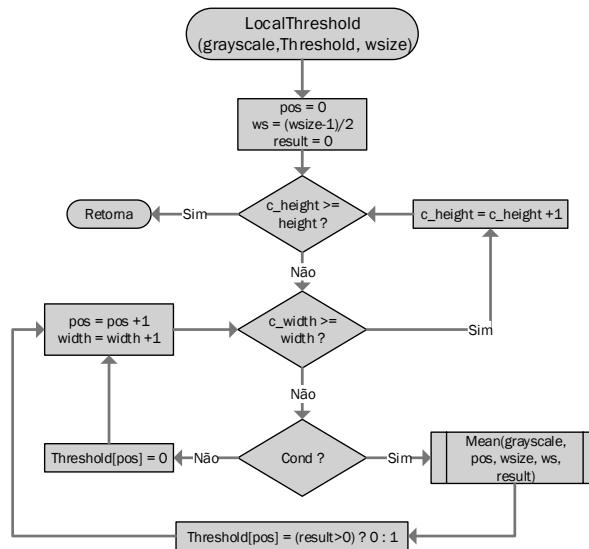 LocalThreshold
(grayscale,Threshold, wsize)
pos = 0
ws = (wsize-1)/2
result = 0
c_height >=
height ?
Sim
Retorna
c_height = c_height +1
Não
pos = pos +1
width = width +1
c_width >=
width ?
Sim
Não
Threshold[pos] = 0
Não
Cond ?
Sim
Mean(grayscale,
pos, wsize, ws,
result)
Threshold[pos] = (result>0) ? 0 : 1